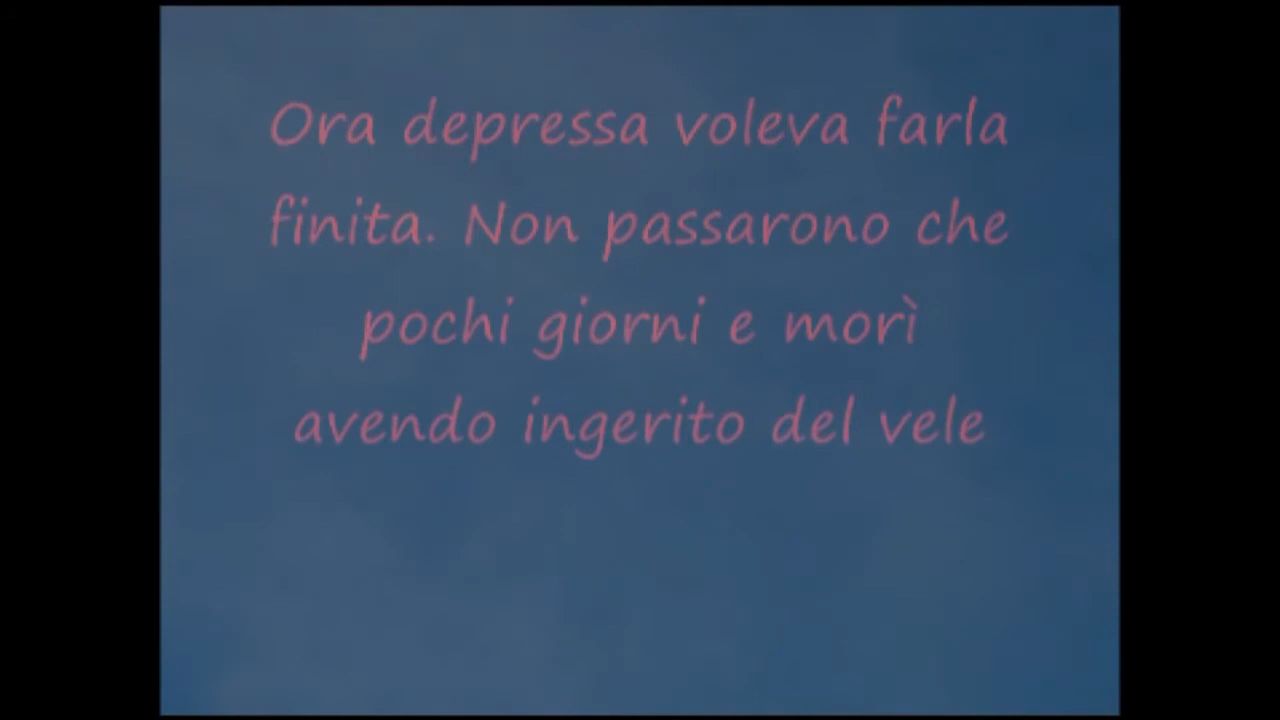 Ora depressa voleva farla
finita. Non passarono che
pochi giorni e morì
avendo ingerito del vele